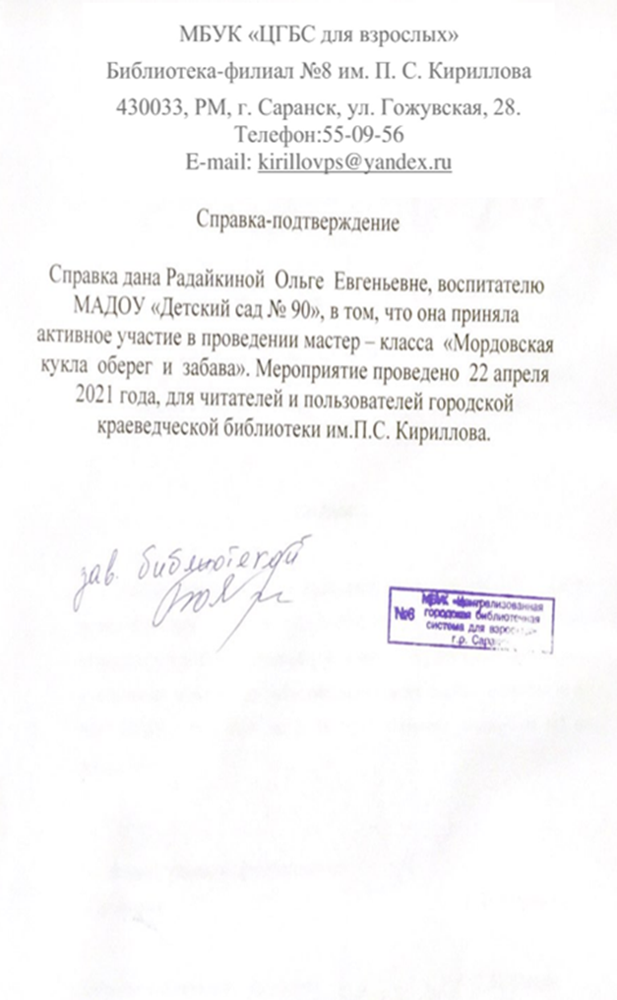 МБУК «ЦГБС для взрослых»
Библиотека-филиал №8 им. П. С. Кириллова
430033, РМ, г. Саранск, ул. Гожувская, 28.
Телефон:55-09-56
E-mail: kirillovps@yandex.ru
Справка-подтверждение
Справка дана Радайкиной Ольге Евгеньевне, воспитателю
МАДОУ «Детский сад № 90», в том, что она приняла
активное участие в проведении мастер – класса «Мордовская
кукла оберег и забава». Мероприятие проведено 22 апреля
2021 года, для читателей и пользователей городской
краеведческой библиотеки им.П.С. Кириллова.
зав. библиотекой
МБУК «Централизованная
№8 городская библиотечная
система для взрослых»
г.о.